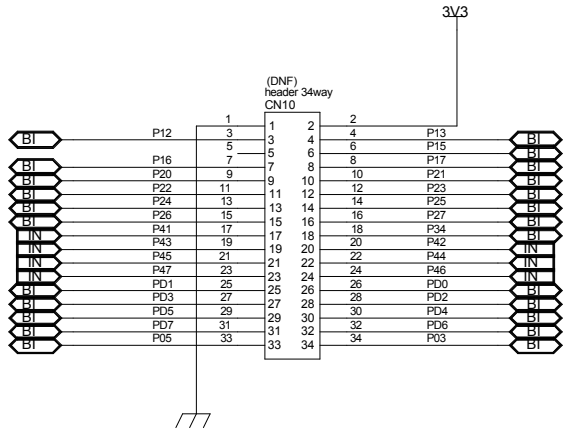 3V3
(DNF)
header 34way
CN10
1 1 2 2
BI P12 3 3 4 4 P13 BI
5 5 6 6 P15 BI
BI P16 7 7 8 8 P17 BI
BI P20 9 9 10 10 P21 BI
BI P22 11 11 12 12 P23 BI
BI P24 13 13 14 14 P25 BI
BI P26 15 15 16 16 P27 BI
IN P41 17 17 18 18 P34 BI
IN P43 19 19 20 20 P42 IN
IN P45 21 21 22 22 P44 IN
IN P47 23 23 24 24 P46 IN
BI PD1 25 25 26 26 PD0 BI
BI PD3 27 27 28 28 PD2 BI
BI PD5 29 29 30 30 PD4 BI
BI PD7 31 31 32 32 PD6 BI
BI P05 33 33 34 34 P03 BI